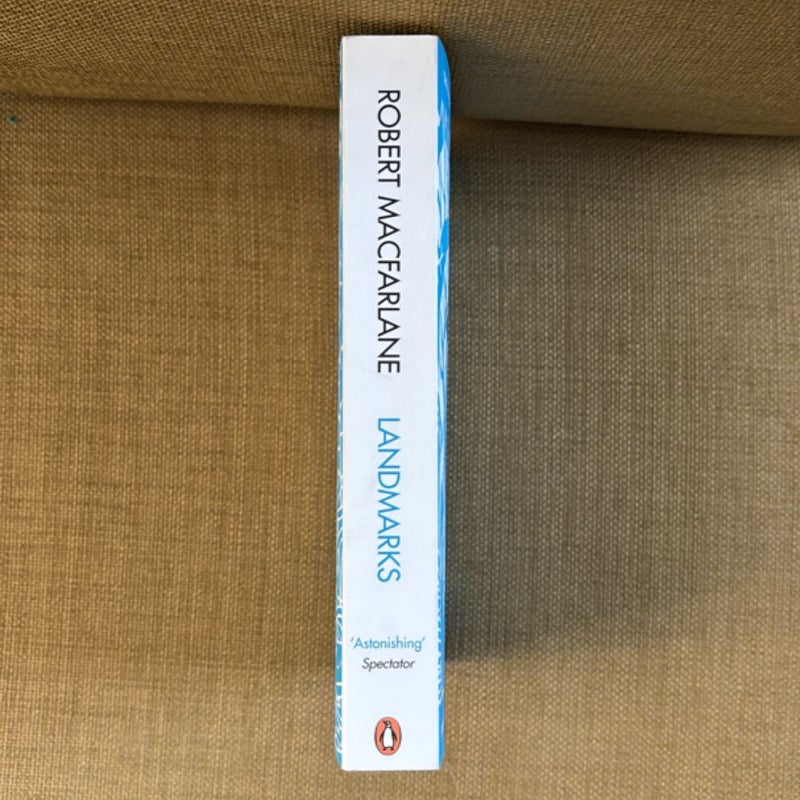 ROBERT MACFARLANE
LANDMARKS
'Astonishing'
Spectator